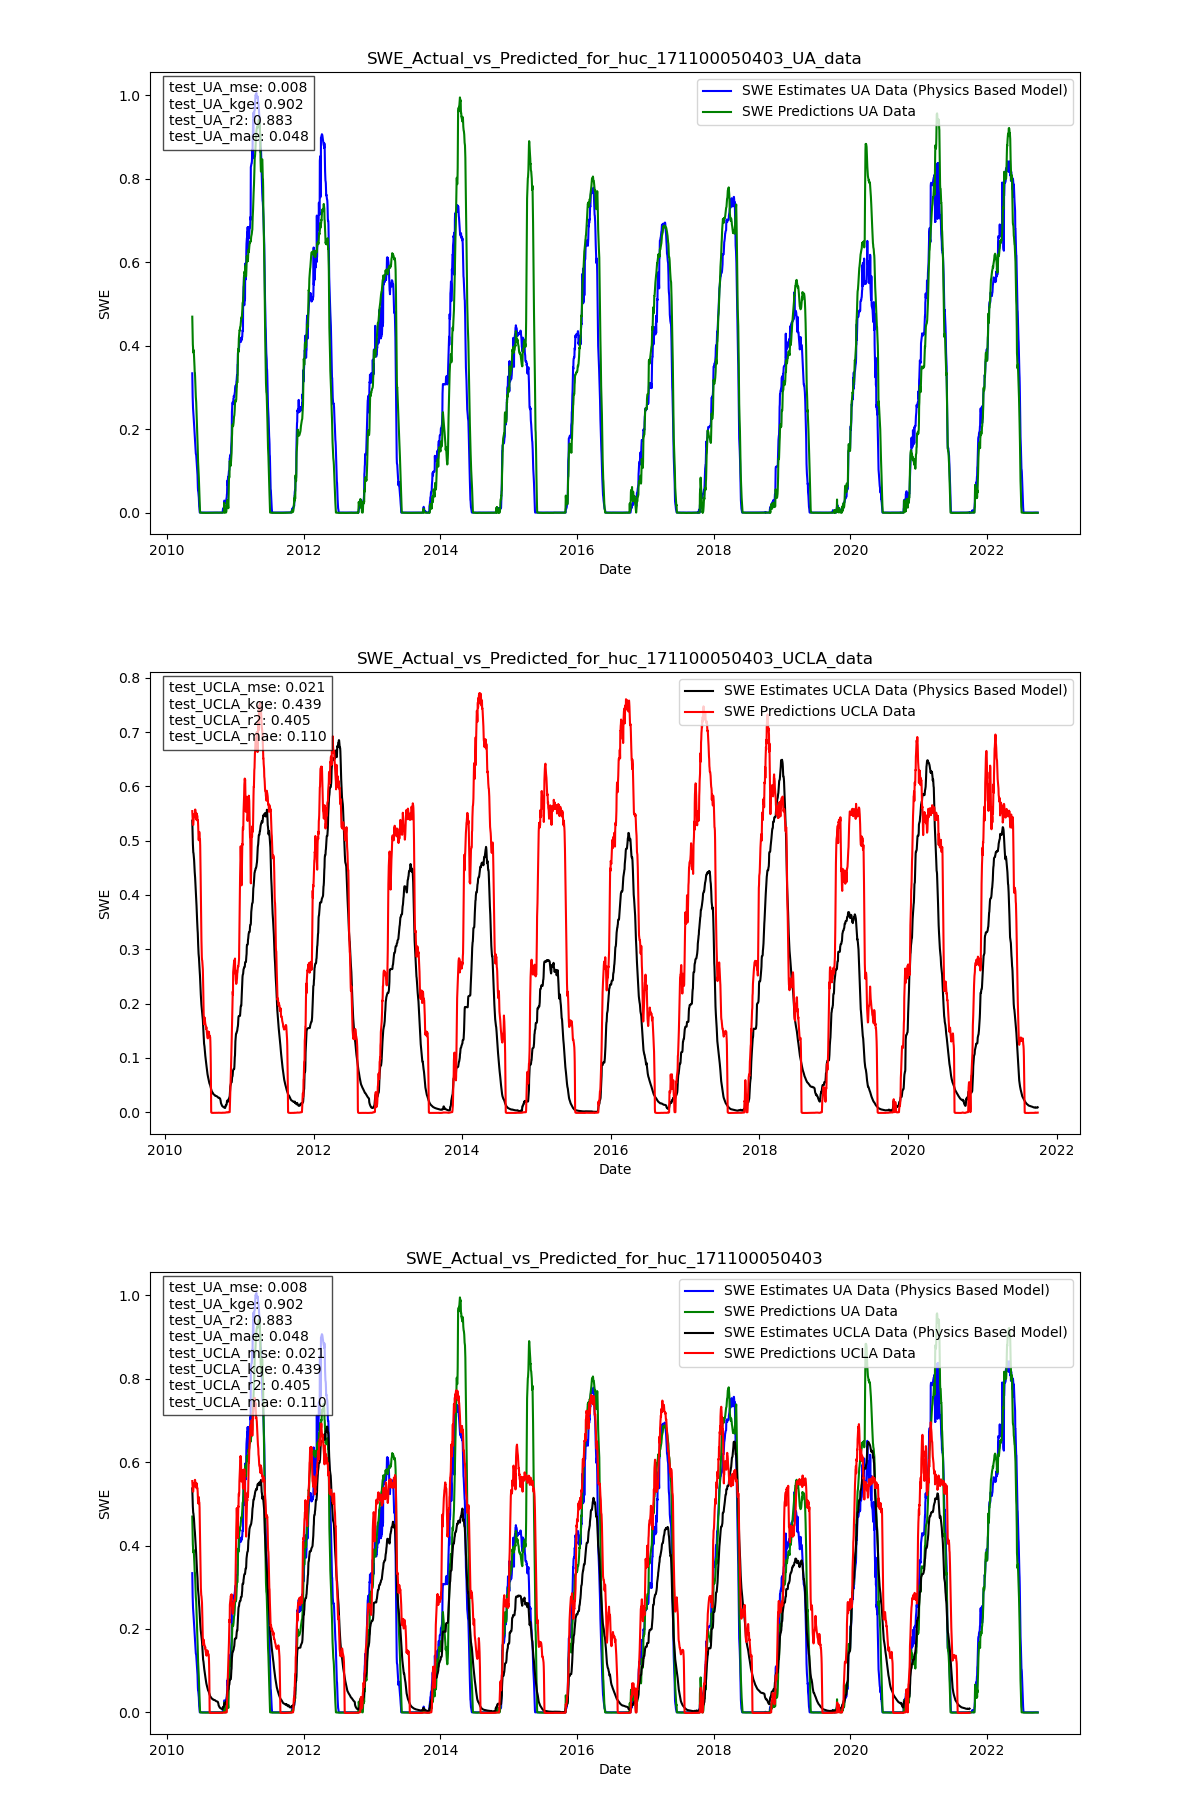 SWE_Actual_vs_Predicted_for_huc_171100050403_UA_data
test_UA_mse: 0.008
test_UA_kge: 0.902
test_UA_r2: 0.883
test_UA_mae: 0.048
SWE Estimates UA Data (Physics Based Model)
SWE Predictions UA Data
1.0
0.8
0.6
0.4
0.2
0.0
SWE
2010
2012
2014
2016
2018
2020
2022
Date
SWE_Actual_vs_Predicted_for_huc_171100050403_UCLA_data
test_UCLA_mse: 0.021
test_UCLA_kge: 0.439
test_UCLA_r2: 0.405
test_UCLA_mae: 0.110
SWE Estimates UCLA Data (Physics Based Model)
SWE Predictions UCLA Data
0.8
0.7
0.6
0.5
0.4
0.3
0.2
0.1
0.0
SWE
2010
2012
2014
2016
2018
2020
2022
Date
SWE_Actual_vs_Predicted_for_huc_171100050403
test_UA_mse: 0.008
test_UA_kge: 0.902
test_UA_r2: 0.883
test_UA_mae: 0.048
test_UCLA_mse: 0.021
test_UCLA_kge: 0.439
test_UCLA_r2: 0.405
test_UCLA_mae: 0.110
SWE Estimates UA Data (Physics Based Model)
SWE Predictions UA Data
SWE Estimates UCLA Data (Physics Based Model)
SWE Predictions UCLA Data
1.0
0.8
0.6
0.4
0.2
0.0
SWE
2010
2012
2014
2016
2018
2020
2022
Date